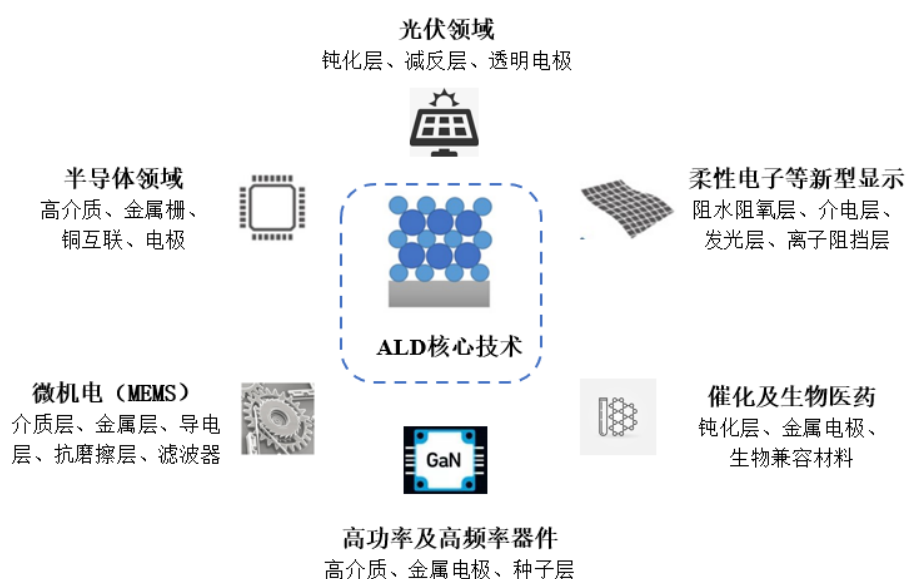 光伏领域
钝化层、减反层、透明电极
半导体领域
高介质、金属栅、
铜互联、电极
柔性电子等新型显示
阻水阻氧层、介电层、
发光层、离子阻挡层
ALD核心技术
微机电（MEMS）
介质层、金属层、导电
层、抗磨擦层、滤波器
催化及生物医药
钝化层、金属电极、
生物兼容材料
GaN
高功率及高频率器件
高介质、金属电极、种子层